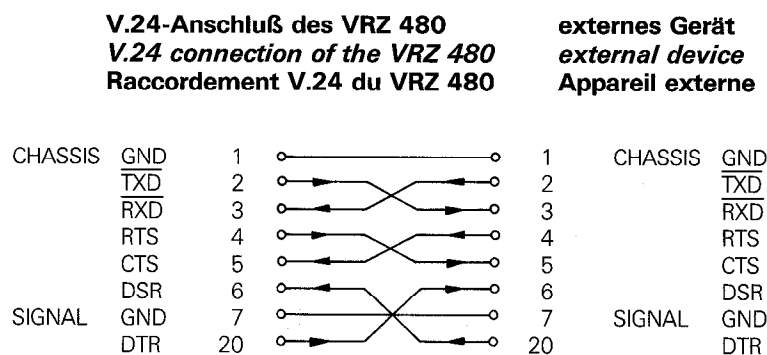 V.24-Anschluß des VRZ 480 externes Gerät
V.24 connection of the VRZ 480 external device
Raccordement V.24 du VRZ 480 Appareil externe
CHASSIS GND 1 1 CHASSIS GND
TXD 2 2 TXD
RXD 3 3 RXD
RTS 4 4 RTS
CTS 5 5 CTS
DSR 6 6 DSR
SIGNAL GND 7 7 SIGNAL GND
DTR 20 20 DTR